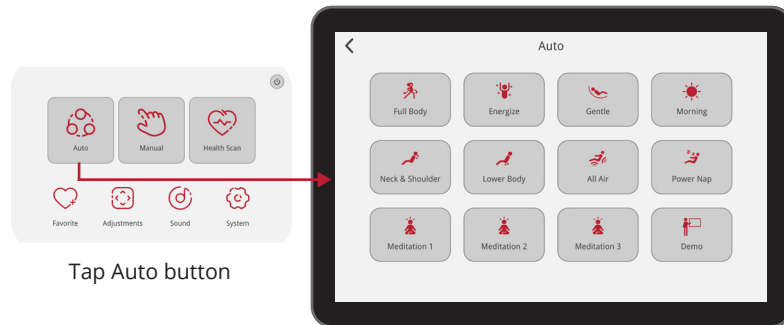 Auto
Manual
Health Scan
Favorite
Adjustments
Sound
System
Tap Auto button
Auto
Full Body
Energize
Gentle
Morning
Neck & Shoulder
Lower Body
All Air
Power Nap
Meditation 1
Meditation 2
Meditation 3
Demo